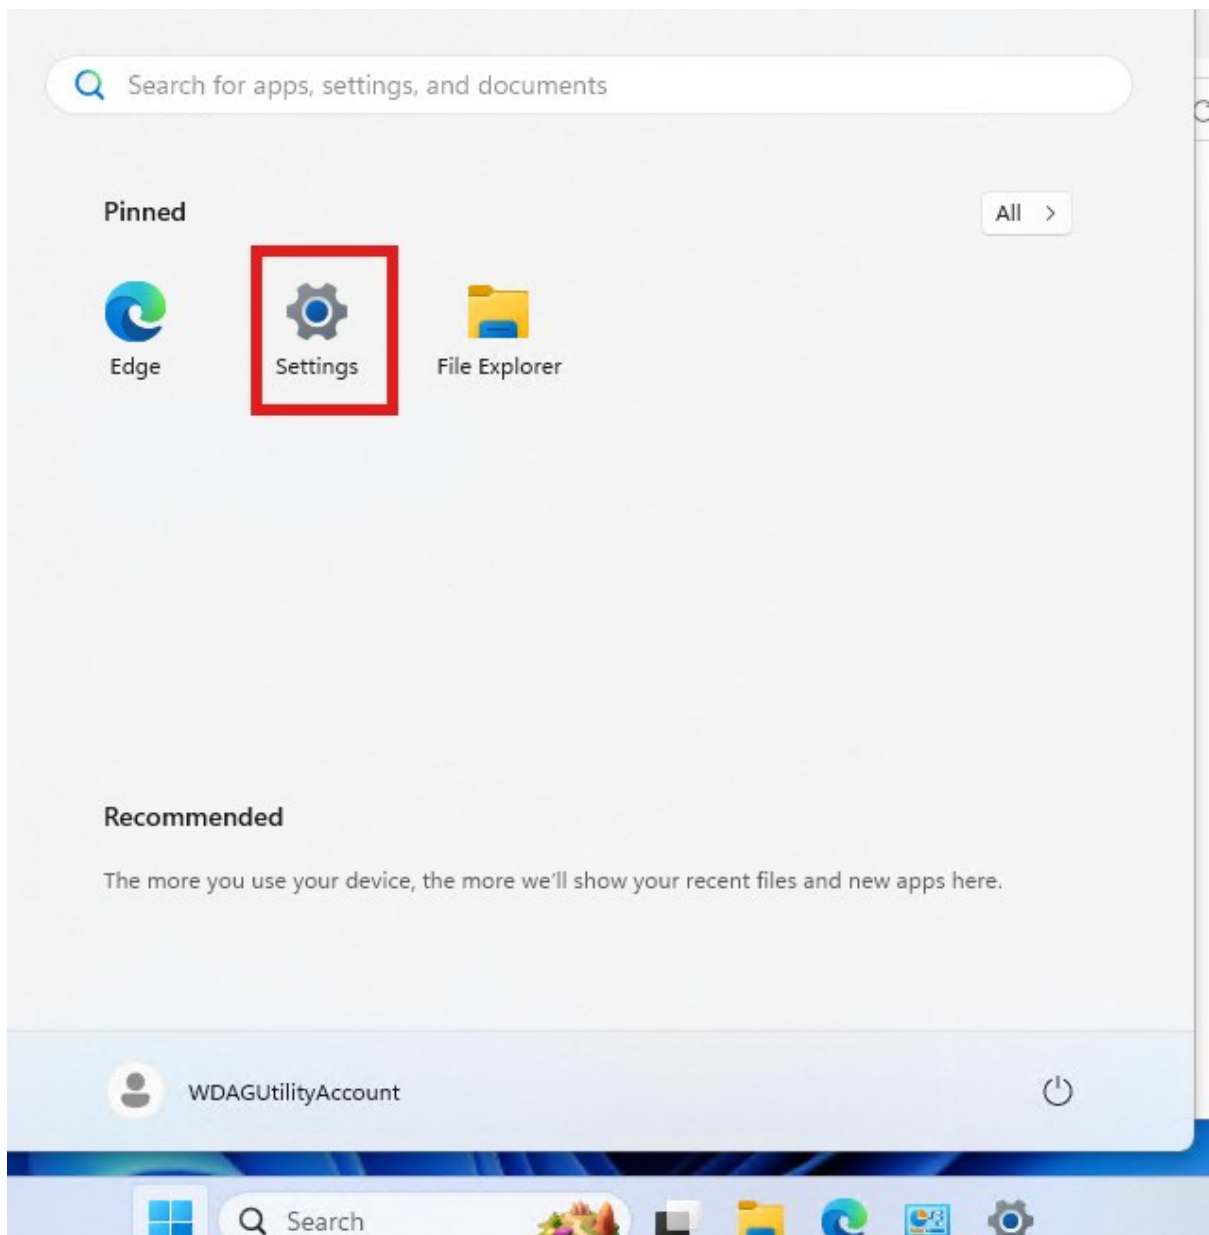 Search for apps, settings, and documents
Pinned
All
Edge
Settings
File Explorer
Recommended
The more you use your device, the more we'll show your recent files and new apps here.
WDAGUtilityAccount
Search